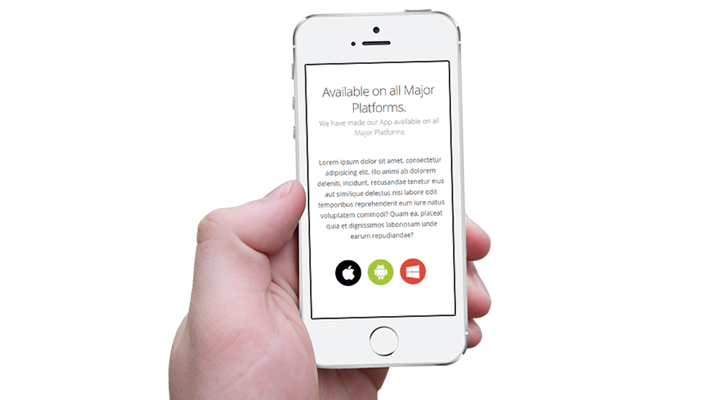 Available on all Major
Platforms.
We have made our App available on all
Major Platforms
Lorem ipsum dolor sit amet, consectetur
adipisicing elit. Illo animi ab dolorem
deleniti, incidunt, recusandae tenetur eius
aut similique delectus nisi labore odit
temporibus reprehenderit eum iure natus
voluptatem commodi? Quam ea, placeat
quia et dignissimos laboriosam unde
earum repudiandae?